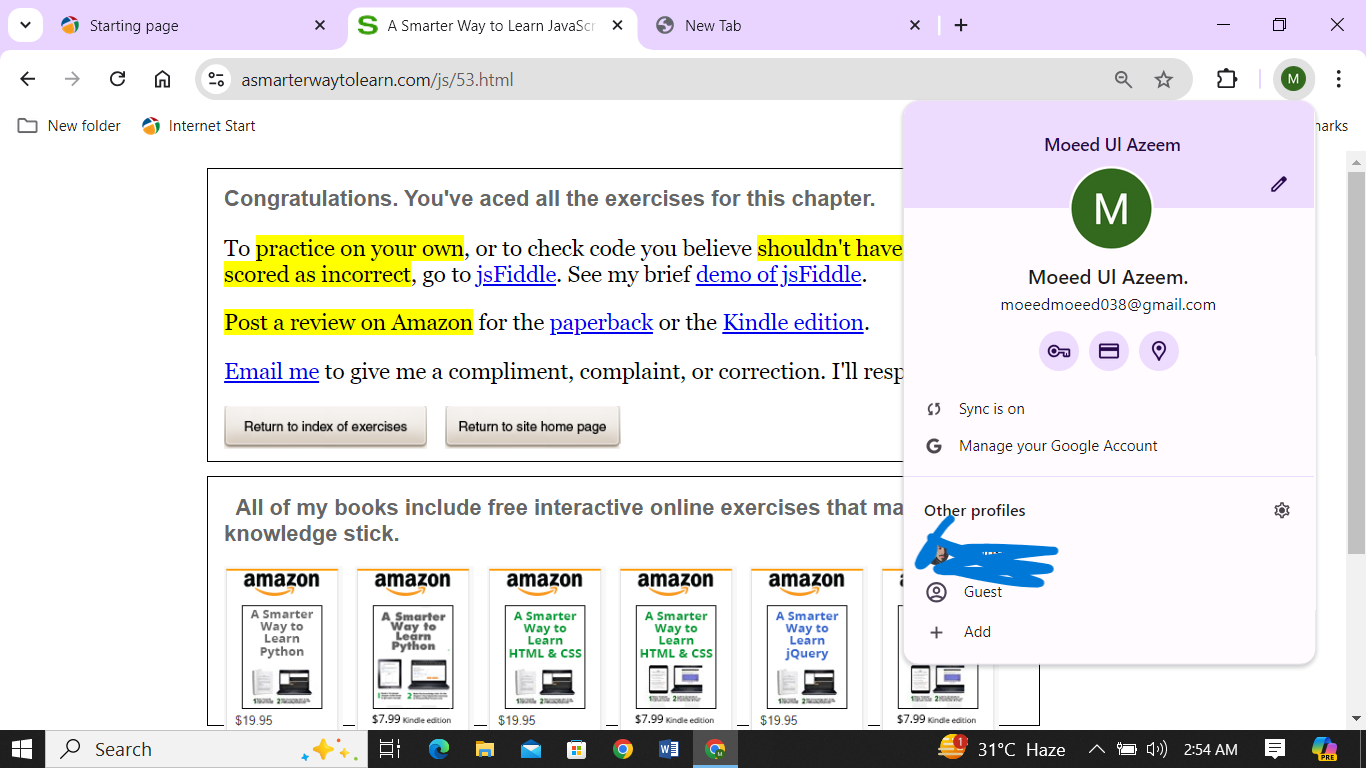 Starting page
A Smarter Way to Learn JavaScr
New Tab
asmarterwaytolearn.com/js/53.html
M
New folder
Internet Start
narks
Congratulations. You've aced all the exercises for this chapter.
To practice on your own, or to check code you believe shouldn't have
scored as incorrect, go to jsFiddle. See my brief demo of jsFiddle.
Post a review on Amazon for the paperback or the Kindle edition.
Email me to give me a compliment, complaint, or correction. I'll resp
Return to index of exercises
Return to site home page
All of my books include free interactive online exercises that ma
knowledge stick.
amazon
A Smarter
Way to
Learn
Python
$19.95
amazon
A Smarter
Way to
Learn
Python
$7.99 Kindle edition
amazon
A Smarter
Way to
Learn
HTML & CSS
$19.95
amazon
A Smarter
Way to
Learn
HTML & CSS
$7.99 Kindle edition
amazon
A Smarter
Way to
Learn
jQuery
$19.95
$7.99 Kindle edition
Moeed Ul Azeem
M
Moeed Ul Azeem.
moeedmoeed038@gmail.com
Sync is on
G
Manage your Google Account
Other profiles
Guest
Add
Search
1
31°C Haze
2:54 AM
PRE